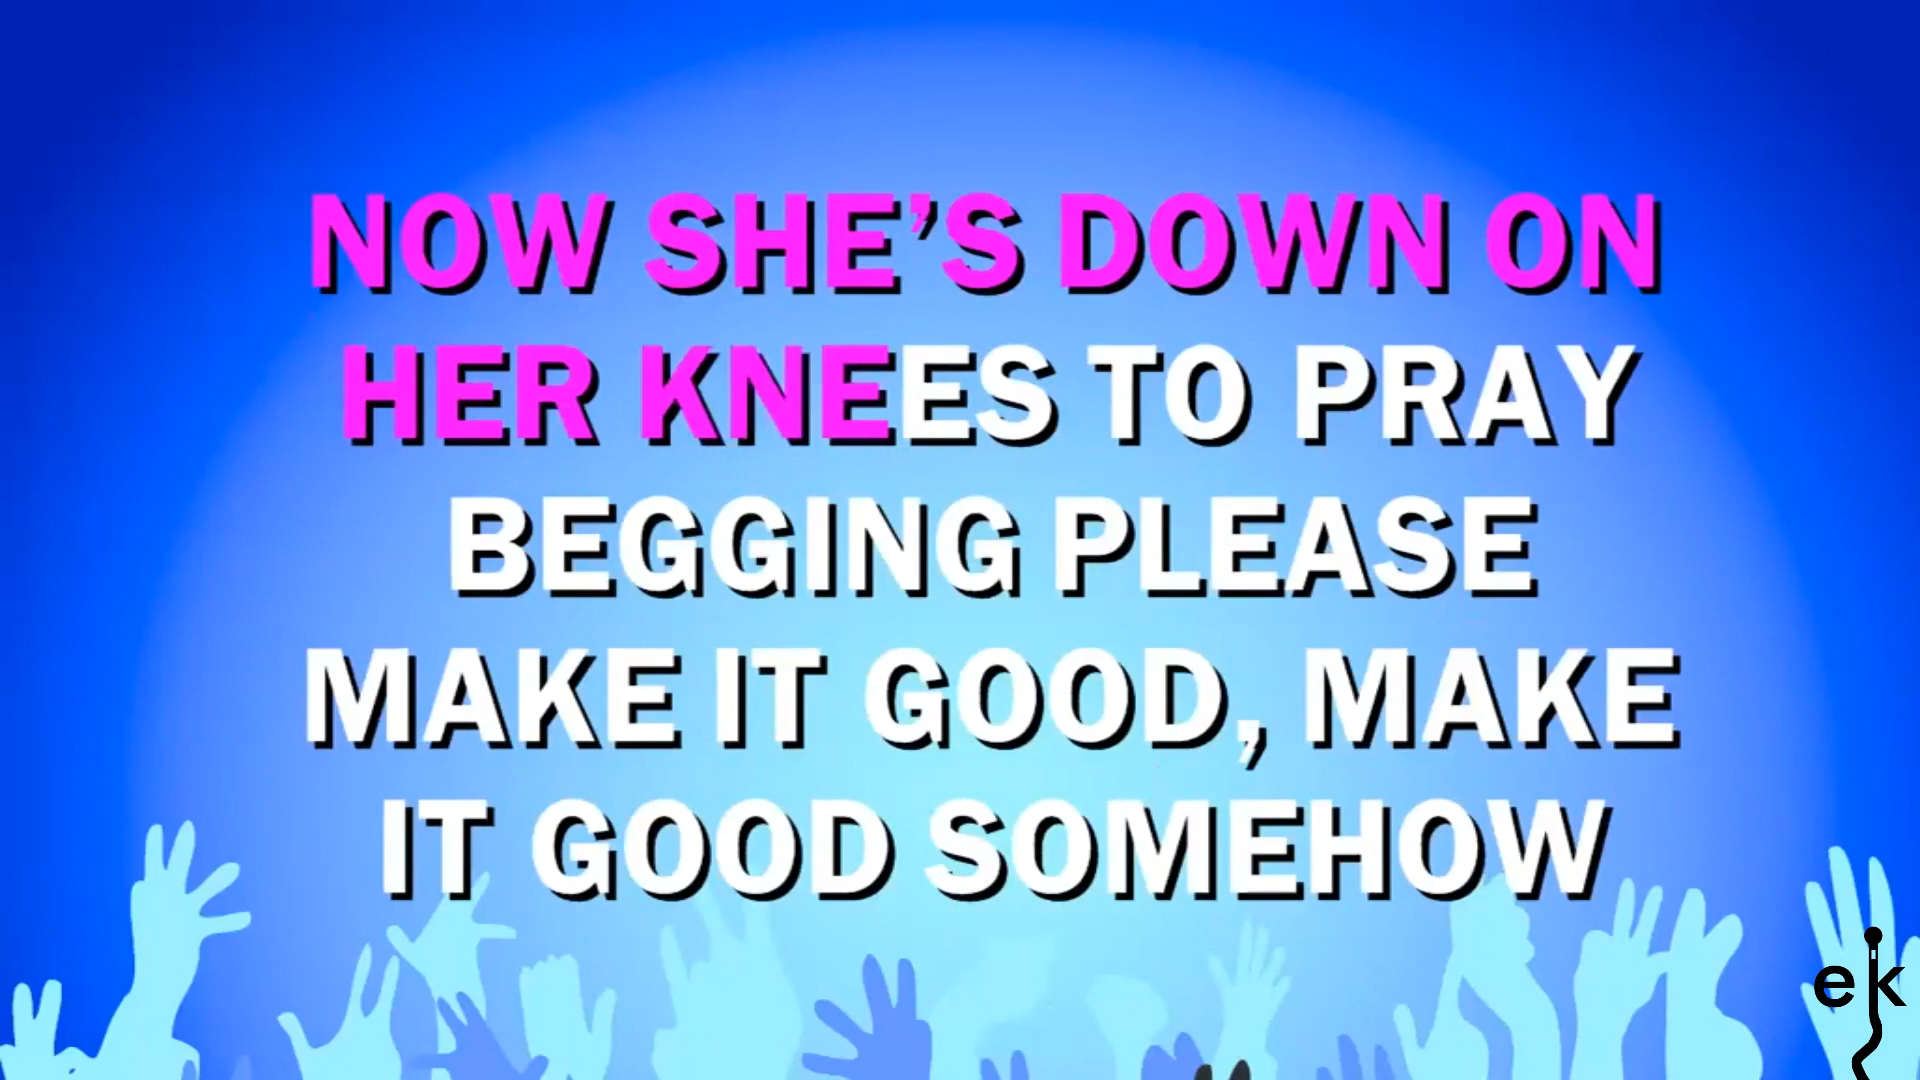 NOW SHE’S DOWN ON
HER KNEES TO PRAY
BEGGING PLEASE
MAKE IT GOOD, MAKE
IT GOOD SOMEHOW
ek